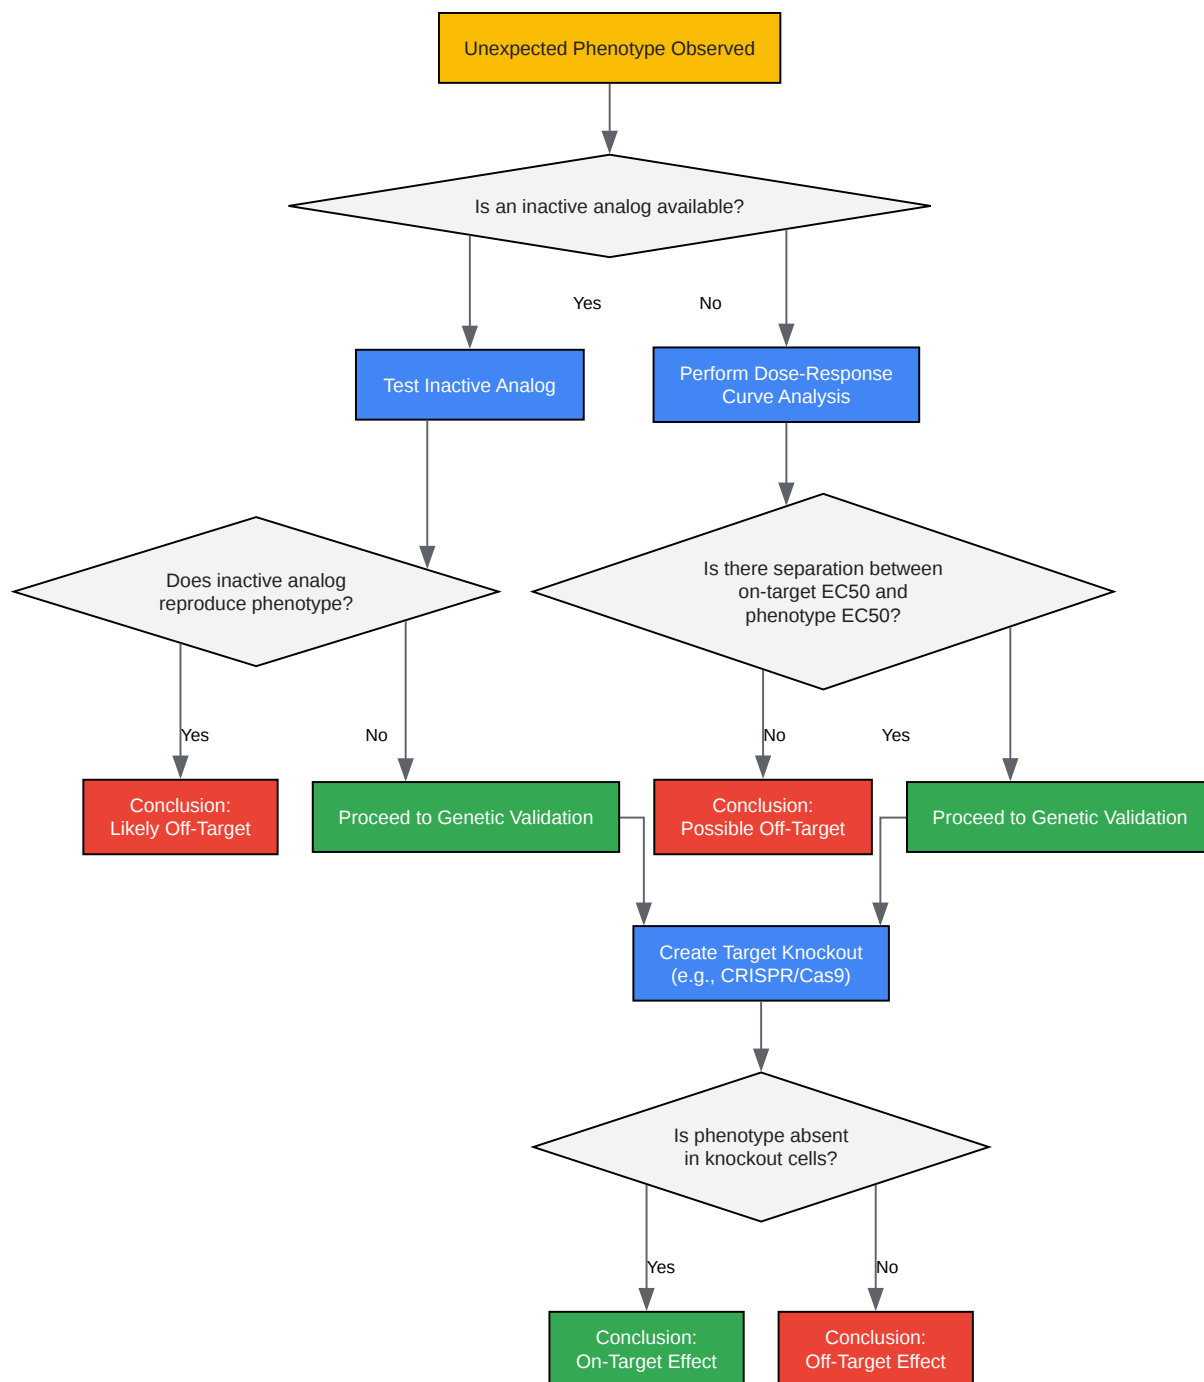 Unexpected Phenotype Observed
Is an inactive analog available?
Yes
No
Test Inactive Analog
Perform Dose-Response
Curve Analysis
Does inactive analog
reproduce phenotype?
Is there separation between
on-target EC50 and
phenotype EC50?
Yes
No
No
Yes
Conclusion:
Likely Off-Target
Proceed to Genetic Validation
Conclusion:
Possible Off-Target
Proceed to Genetic Validation
Create Target Knockout
(e.g., CRISPR/Cas9)
Is phenotype absent
in knockout cells?
Yes
No
Conclusion:
On-Target Effect
Conclusion:
Off-Target Effect